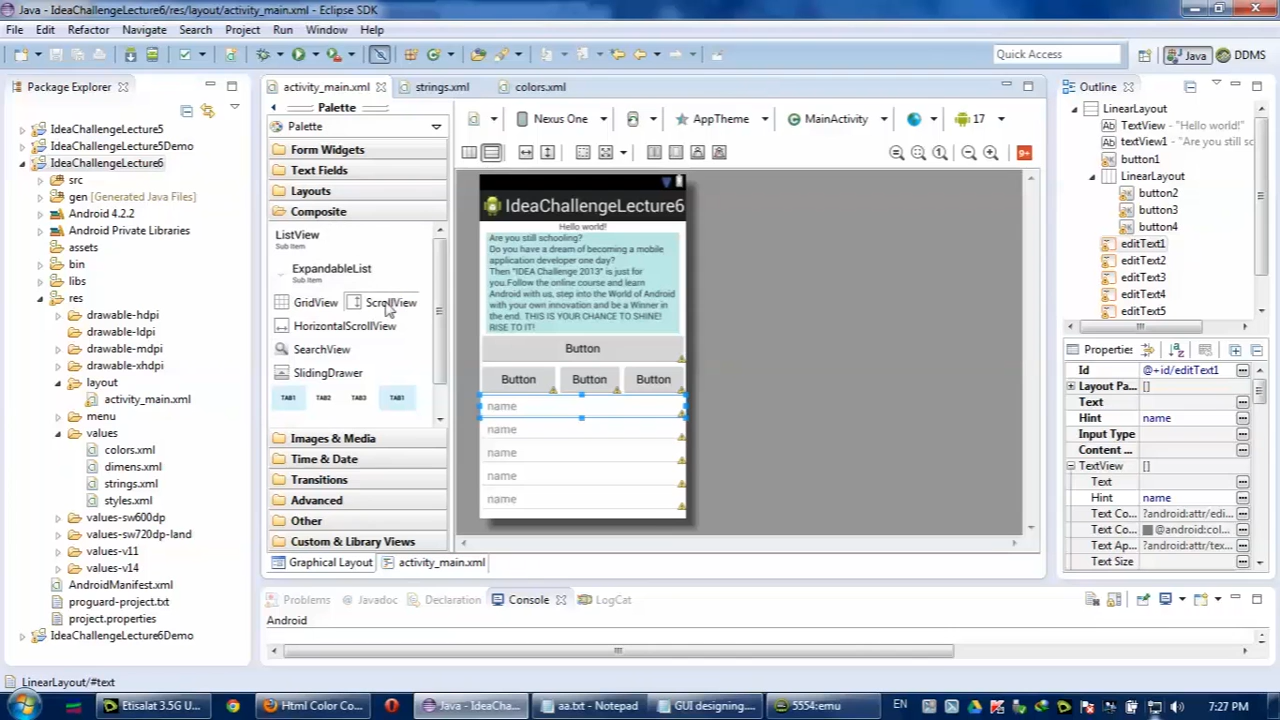 Java - IdeaChallengeLecture6/res/layout/activity_main.xml - Eclipse SDK
File Edit Refactor Navigate Search Project Run Window Help
Quick Access
Java
DDMS
Package Explorer
IdeaChallengeLecture5
IdeaChallengeLecture5Demo
IdeaChallengeLecture6
src
gen [Generated Java Files]
Android 4.2.2
Android Private Libraries
assets
bin
libs
res
drawable-hdpi
drawable-ldpi
drawable-mdpi
drawable-xhdpi
layout
activity_main.xml
menu
values
colors.xml
dimens.xml
strings.xml
styles.xml
values-sw600dp
values-sw720dp-land
values-v11
values-v14
AndroidManifest.xml
proguard-project.txt
project.properties
IdeaChallengeLecture6Demo
activity_main.xml
strings.xml
colors.xml
Palette
Palette
Form Widgets
Text Fields
Layouts
Composite
ListView
Sub Item
ExpandableList
Sub Item
GridView
ScrollView
HorizontalScrollView
SearchView
SlidingDrawer
TAB1 TAB2 TAB3 TAB1
Images & Media
Time & Date
Transitions
Advanced
Other
Custom & Library Views
Graphical Layout
activity_main.xml
Nexus One
AppTheme
MainActivity
17
9+
IdeaChallengeLecture6
Hello world!
Are you still schooling?
Do you have a dream of becoming a mobile
application developer one day?
Then "IDEA Challenge 2013" is just for
you.Follow the online course and learn
Android with us, step into the World of Android
with your own innovation and be a Winner in
the end. THIS IS YOUR CHANCE TO SHINE!
RISE TO IT!
Button
Button Button Button
name
name
name
name
name
Outline
LinearLayout
Ab TextView - "Hello world!"
Ab textView1 - "Are you still sc
button1
LinearLayout
button2
button3
button4
editText1
editText2
editText3
editText4
editText5
Properties
Id @+id/editText1
Layout Pa... []
Text
Hint name
Input Type
Content ...
TextView []
Text
Hint name
Text Co... ?android:attr/edi...
Text Co... @android:col...
Text Ap... ?android:attr/tex...
Text Size
Problems
Javadoc
Declaration
Console
LogCat
Android
LinearLayout/#text
Etisalat 3.5G U...
Html Color Co...
Java - IdeaCha...
aa.txt - Notepad
GUI designing....
5554:emu
EN
7:27 PM